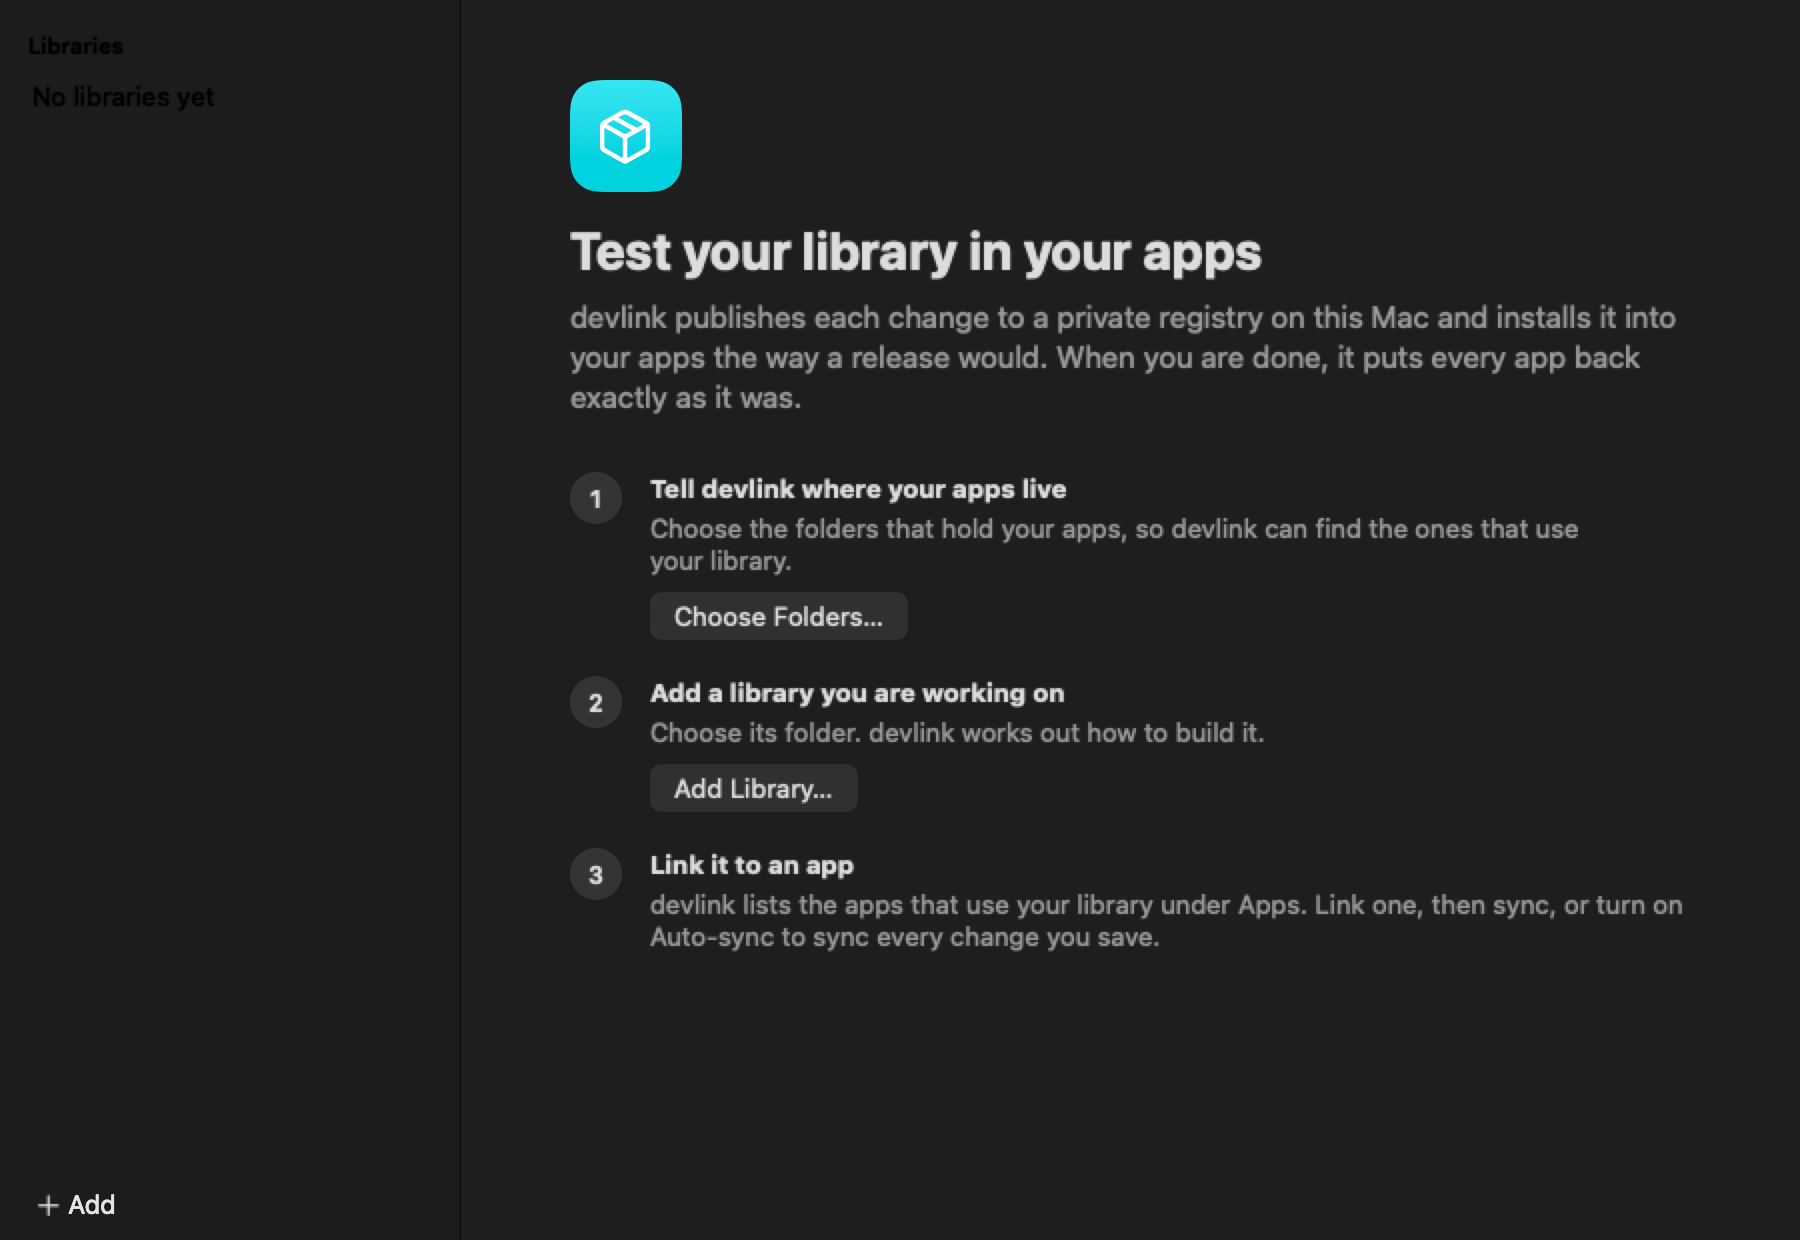 Libraries
No libraries yet
Test your library in your apps
devlink publishes each change to a private registry on this Mac and installs it into
your apps the way a release would. When you are done, it puts every app back
exactly as it was.
1
Tell devlink where your apps live
Choose the folders that hold your apps, so devlink can find the ones that use
your library.
Choose Folders...
2
Add a library you are working on
Choose its folder. devlink works out how to build it.
Add Library...
3
Link it to an app
devlink lists the apps that use your library under Apps. Link one, then sync, or turn on
Auto-sync to sync every change you save.
+ Add